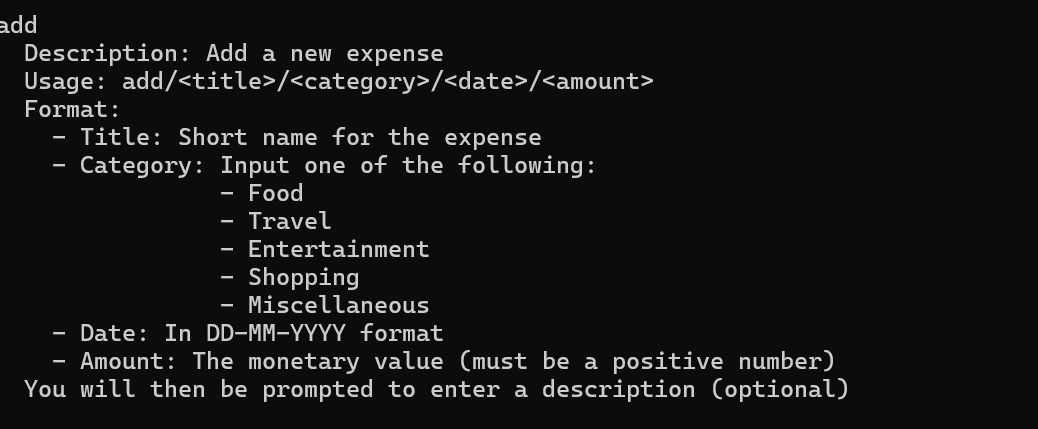 add
Description: Add a new expense
Usage: add/<title>/<category>/<date>/<amount>
Format:
- Title: Short name for the expense
- Category: Input one of the following:
- Food
- Travel
- Entertainment
- Shopping
- Miscellaneous
- Date: In DD-MM-YYYY format
- Amount: The monetary value (must be a positive number)
You will then be prompted to enter a description (optional)